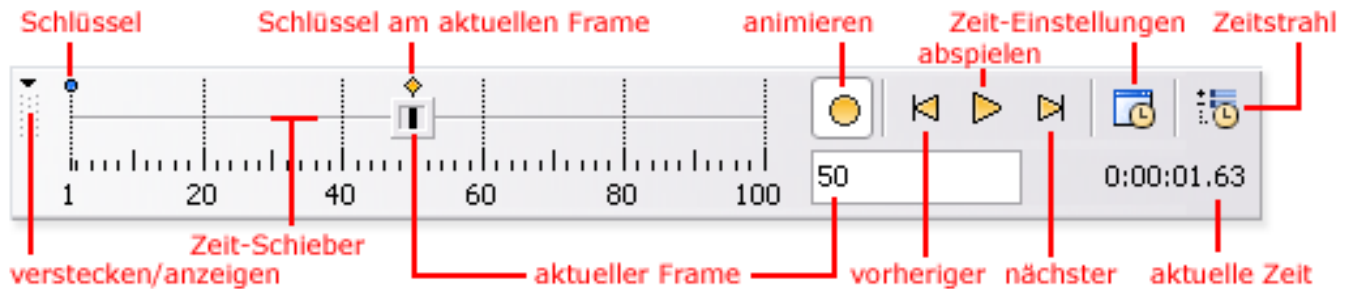 Schlüssel Schlüssel am aktuellen Frame animieren Zeit-Einstellungen Zeitstrahl
abspielen
1 20 40 60 80 100 50 0:00:01.63
Zeit-Schieber
verstecken/anzeigen aktueller Frame vorheriger nächster aktuelle Zeit